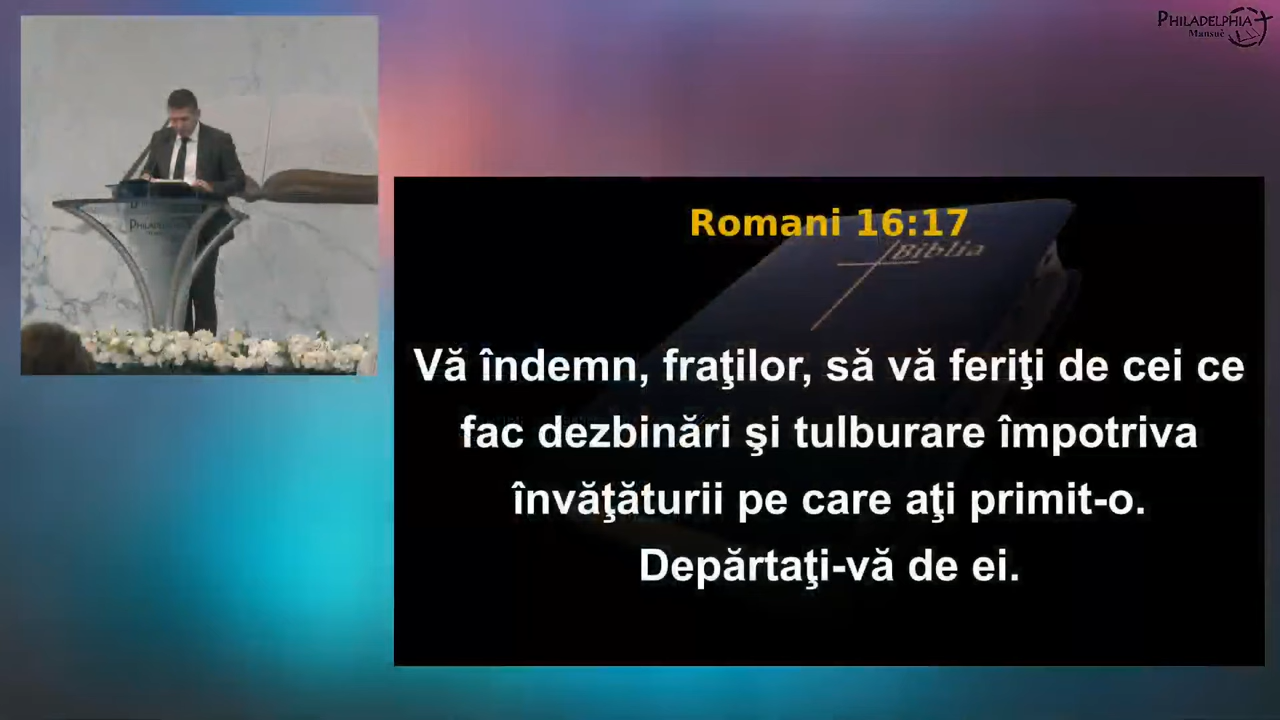 PHILADELPHIA
Mansuè
PHILADELPHIA
Romani 16:17
Biblia
Vă îndemn, fraţilor, să vă feriţi de cei ce
fac dezbinări şi tulburare împotriva
învăţăturii pe care aţi primit-o.
Depărtaţi-vă de ei.